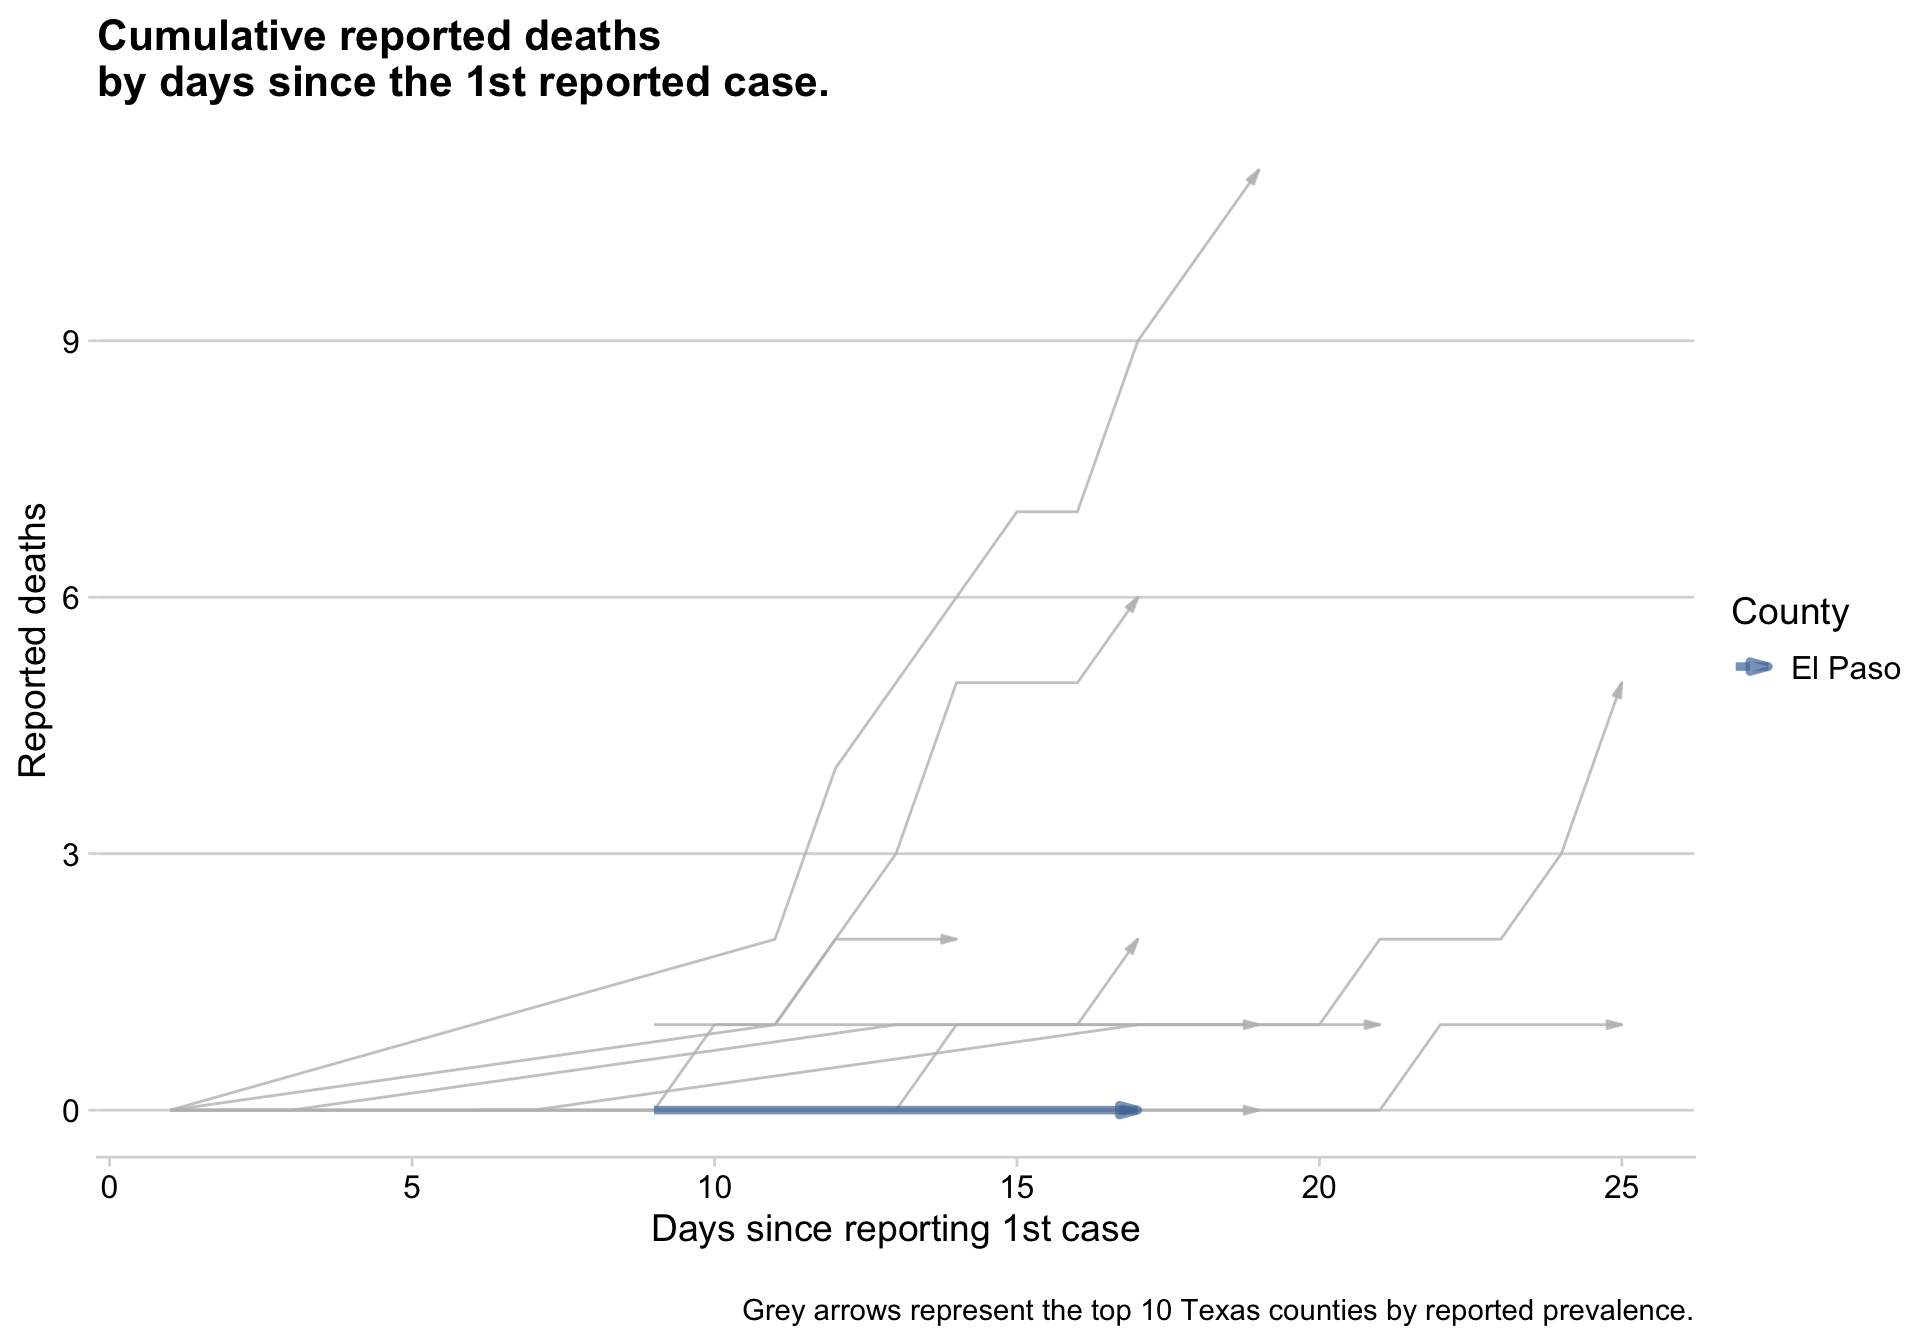 Cumulative reported deaths
by days since the 1st reported case.
Reported deaths
9
6
3
0
0 5 10 15 20 25
Days since reporting 1st case
County
El Paso
Grey arrows represent the top 10 Texas counties by reported prevalence.